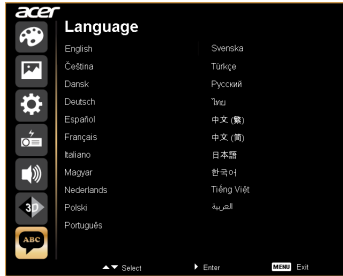 acer
Language
English
Čeština
Dansk
Deutsch
Español
Français
Italiano
Magyar
Nederlands
Polski
Português
Svenska
Türkçe
Русский
ไทย
中文 (繁)
中文 (简)
日本語
한국어
Tiếng Việt
العربية
3D
ABC
Select Enter MENU Exit